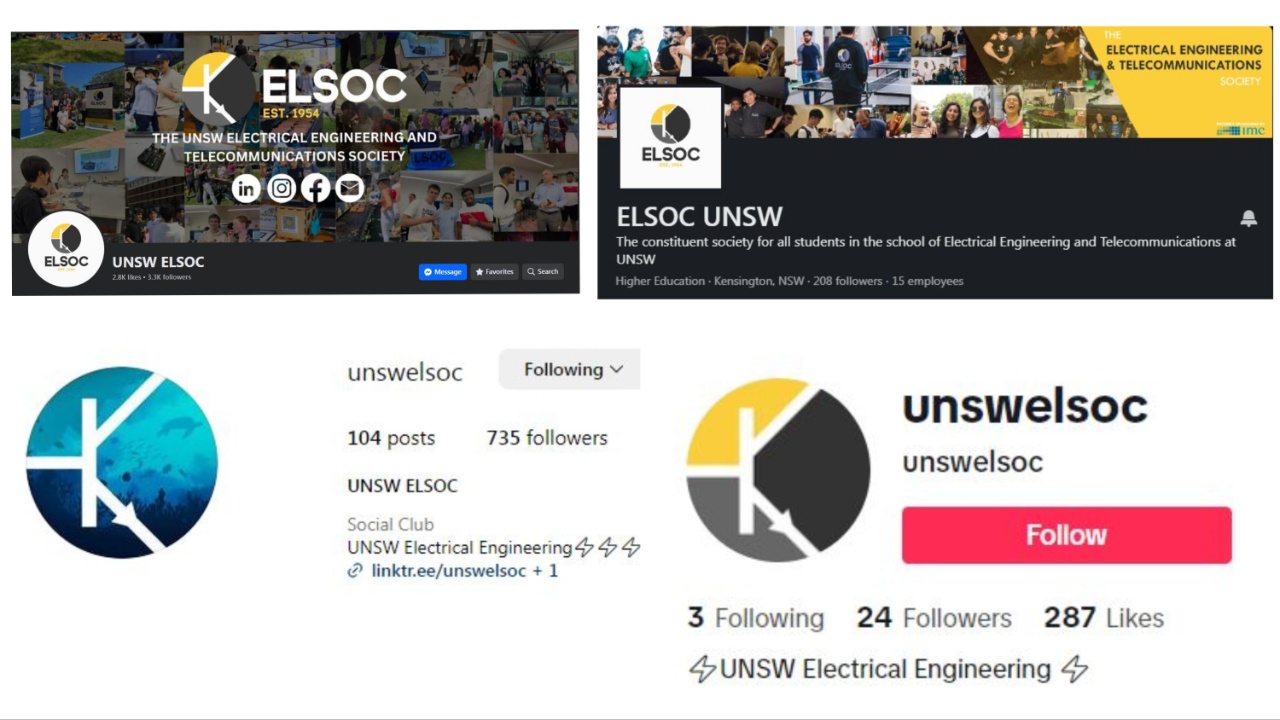 ELSOC
EST. 1954
THE UNSW ELECTRICAL ENGINEERING AND
TELECOMMUNICATIONS SOCIETY
in
ELSOC
UNSW ELSOC
2.8K likes • 3.3K followers
Message
Favorites
Search
THE
ELECTRICAL ENGINEERING
& TELECOMMUNICATIONS
SOCIETY
imc
ELSOC
EST. 1954
ELSOC UNSW
The constituent society for all students in the school of Electrical Engineering and Telecommunications at
UNSW
Higher Education · Kensington, NSW · 208 followers · 15 employees
unswelsoc
Following
104 posts 735 followers
UNSW ELSOC
Social Club
UNSW Electrical Engineering⚡⚡⚡
linktr.ee/unswelsoc + 1
unswelsoc
unswelsoc
Follow
3 Following 24 Followers 287 Likes
⚡UNSW Electrical Engineering ⚡